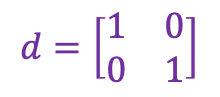 d = [1 0
0 1]